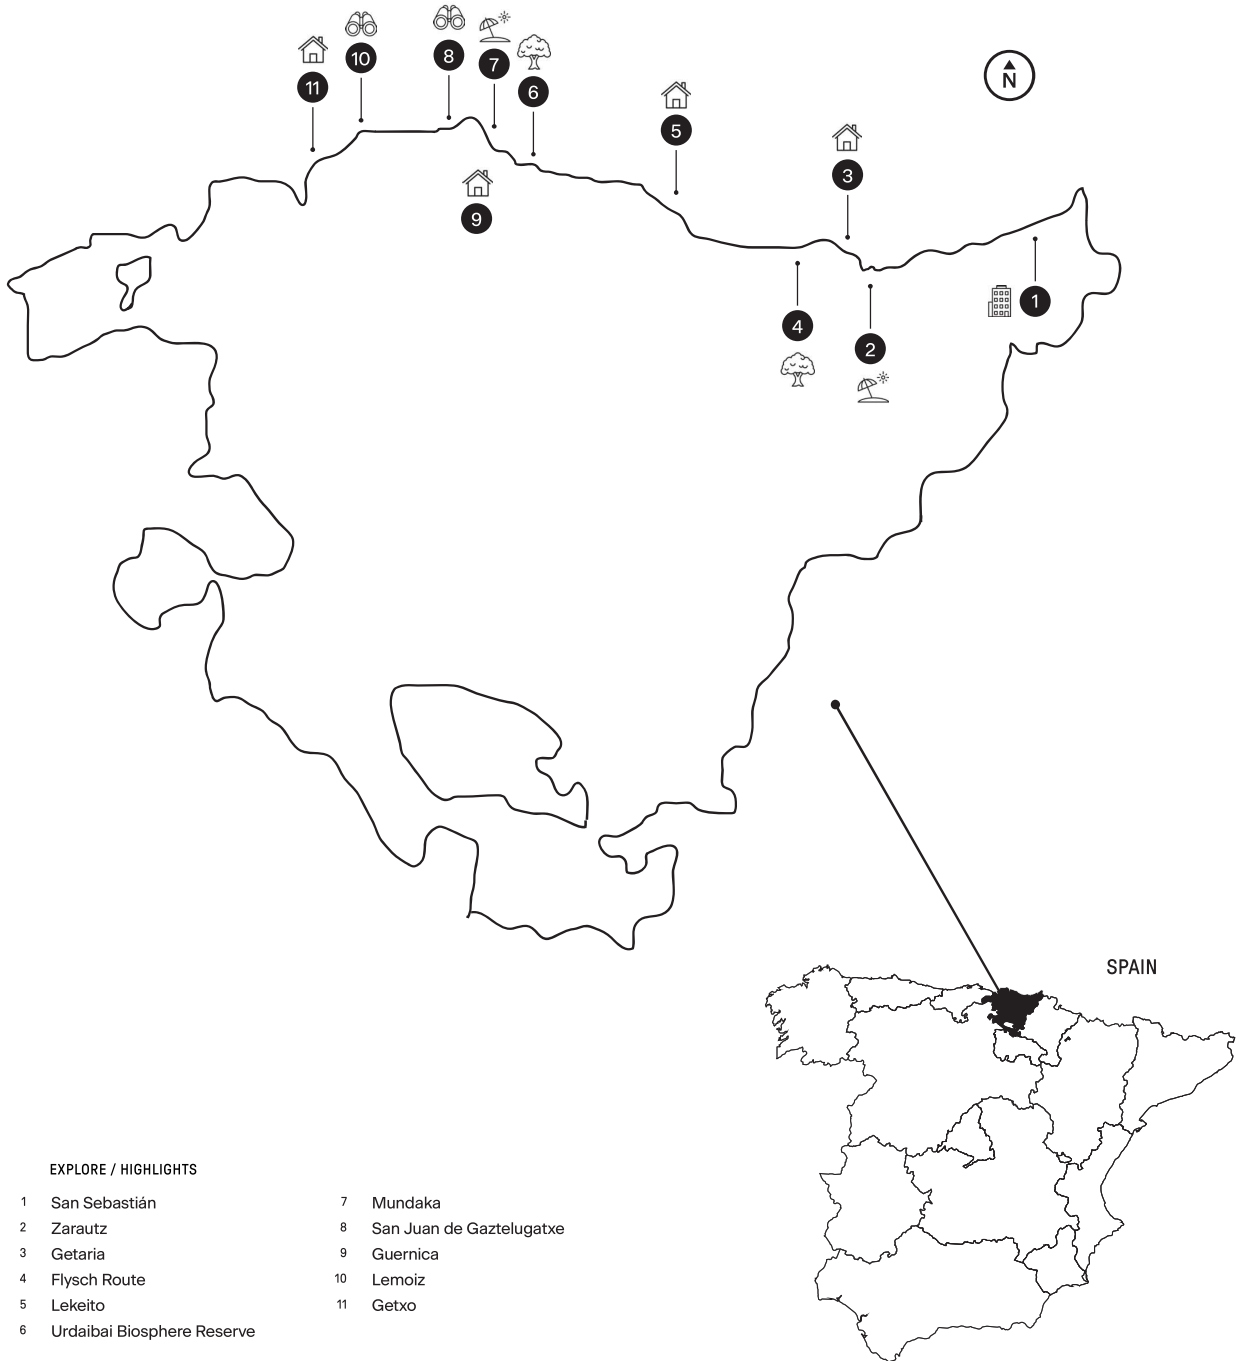 10
8
11
7
6
N
5
3
9
1
4
2
SPAIN
EXPLORE / HIGHLIGHTS
1 San Sebastián
2 Zarautz
3 Getaria
4 Flysch Route
5 Lekeito
6 Urdaibai Biosphere Reserve
7 Mundaka
8 San Juan de Gaztelugatxe
9 Guernica
10 Lemoiz
11 Getxo